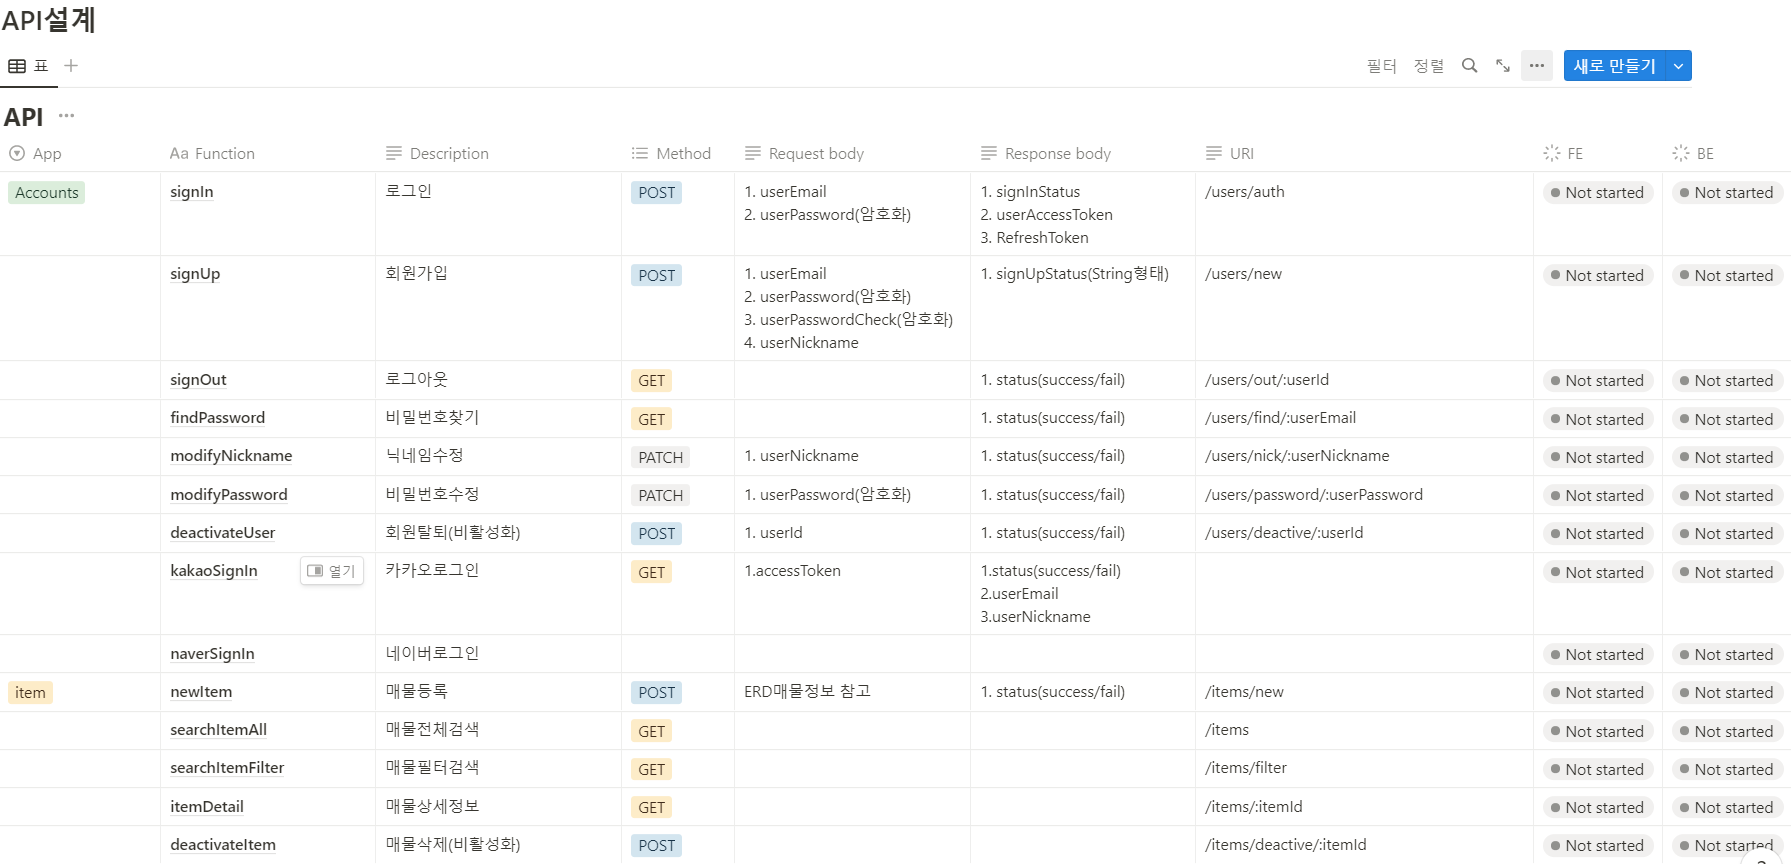 API설계
표
필터 정렬 새로 만들기
API
App Function Description Method Request body Response body URI FE BE
Accounts signIn 로그인 POST 1. userEmail 1. signInStatus /users/auth Not started Not started
2. userPassword(암호화) 2. userAccessToken
3. RefreshToken
signUp 회원가입 POST 1. userEmail 1. signUpStatus(String형태) /users/new Not started Not started
2. userPassword(암호화)
3. userPasswordCheck(암호화)
4. userNickname
signOut 로그아웃 GET 1. status(success/fail) /users/out/:userId Not started Not started
findPassword 비밀번호찾기 GET 1. status(success/fail) /users/find/:userEmail Not started Not started
modifyNickname 닉네임수정 PATCH 1. userNickname 1. status(success/fail) /users/nick/:userNickname Not started Not started
modifyPassword 비밀번호수정 PATCH 1. userPassword(암호화) 1. status(success/fail) /users/password/:userPassword Not started Not started
deactivateUser 회원탈퇴(비활성화) POST 1. userId 1. status(success/fail) /users/deactive/:userId Not started Not started
kakaoSignIn 열기 카카오로그인 GET 1.accessToken 1.status(success/fail) Not started Not started
2.userEmail
3.userNickname
naverSignIn 네이버로그인 Not started Not started
item newItem 매물등록 POST ERD매물정보 참고 1. status(success/fail) /items/new Not started Not started
searchItemAll 매물전체검색 GET /items Not started Not started
searchItemFilter 매물필터검색 GET /items/filter Not started Not started
itemDetail 매물상세정보 GET /items/:itemId Not started Not started
deactivateItem 매물삭제(비활성화) POST /items/deactive/:itemId Not started Not started